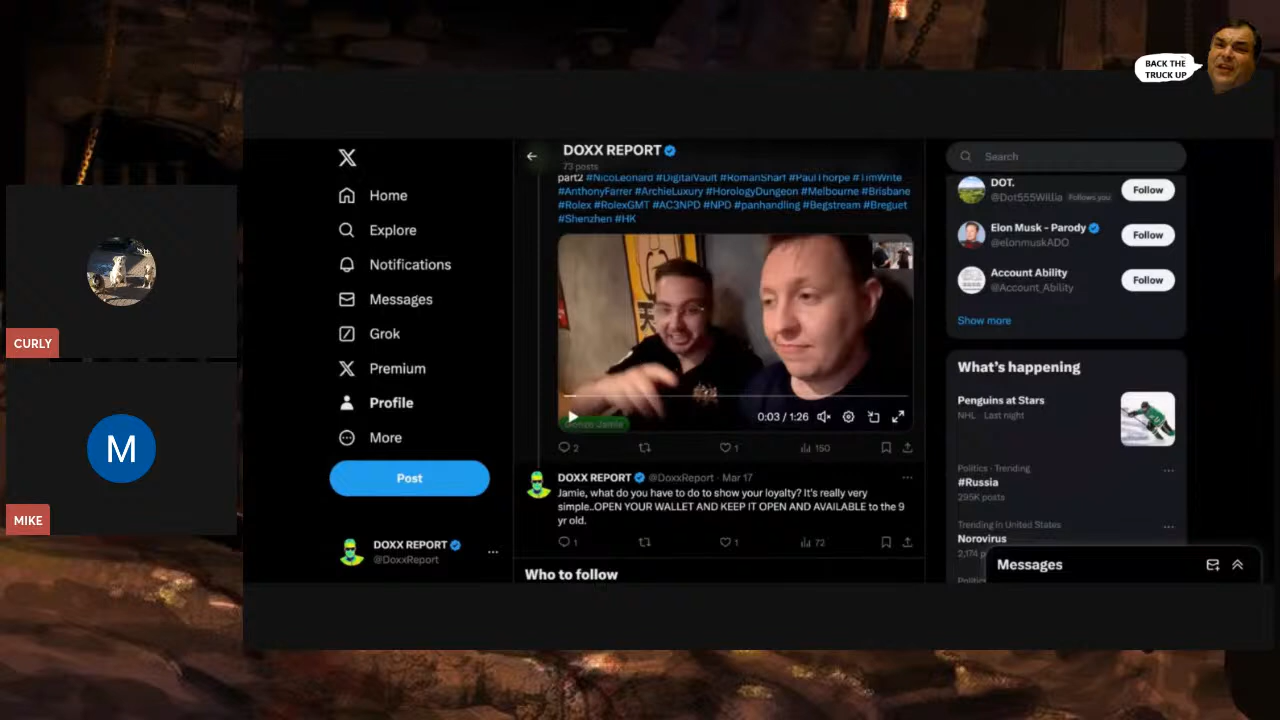 BACK THE
TRUCK UP
CURLY
M
MIKE
Home
Explore
Notifications
Messages
Grok
Premium
Profile
More
Post
DOXX REPORT
@DoxxReport
DOXX REPORT
73 posts
part2 #NicoLeonard #DigitalVault #RomanSharf #PaulThorpe #TimWrite
#AnthonyFarrer #ArchieLuxury #HorologyDungeon #Melbourne #Brisbane
#Rolex #RolexGMT #AC3NPD #NPD #panhandling #Begstream #Breguet
#Shenzhen #HK
0:03 / 1:26
2
1
150
DOXX REPORT @DoxxReport · Mar 17
Jamie, what do you have to do to show your loyalty? It's really very
simple..OPEN YOUR WALLET AND KEEP IT OPEN AND AVAILABLE to the 9
yr old.
1
1
72
Who to follow
Search
DOT.
@Dot555Willia Follows you
Follow
Elon Musk - Parody
@elonmuskADO
Follow
Account Ability
@Account_Ability
Follow
Show more
What's happening
Penguins at Stars
NHL · Last night
Politics · Trending
#Russia
295K posts
Trending in United States
Norovirus
2,174 p
Politics
Messages